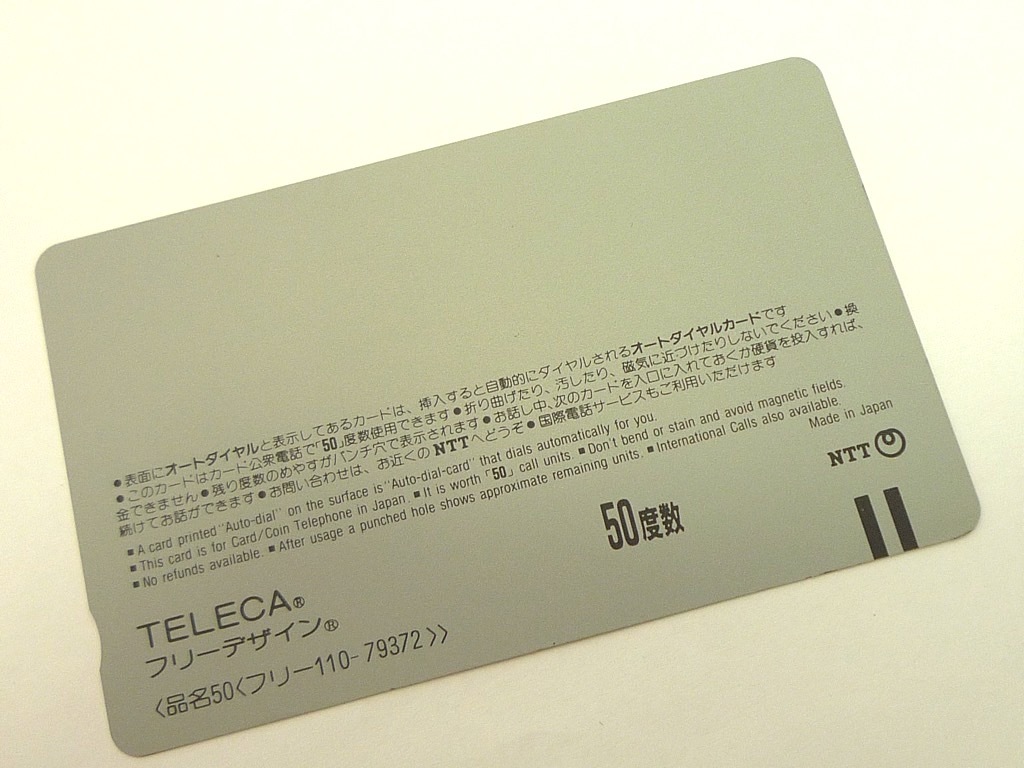 ●表面にオートダイヤルと表示してあるカードは、挿入すると自動的にダイヤルされるオートダイヤルカードです
●このカードはカード公衆電話で「50」度数使用できます●折り曲げたり、汚したり、磁気に近づけたりしないでください●換
金できません●残り度数のめやすがパンチ穴で表示されます●お話し中、次のカードを入口に入れておくか硬貨を投入すれば、
続けてお話ができます●お問い合わせは、お近くのNTTへどうぞ●国際電話サービスもご利用いただけます
■A card printed "Auto-dial" on the surface is "Auto-dial-card" that dials automatically for you.
■This card is for Card/Coin Telephone in Japan. ■It is worth「50」call units. ■Don't bend or stain and avoid magnetic fields.
■No refunds available. ■After usage a punched hole shows approximate remaining units. ■International Calls also available.
Made in Japan
NTT
50度数
TELECA®
フリーデザイン®
〈品名50〈フリー110-79372〉〉